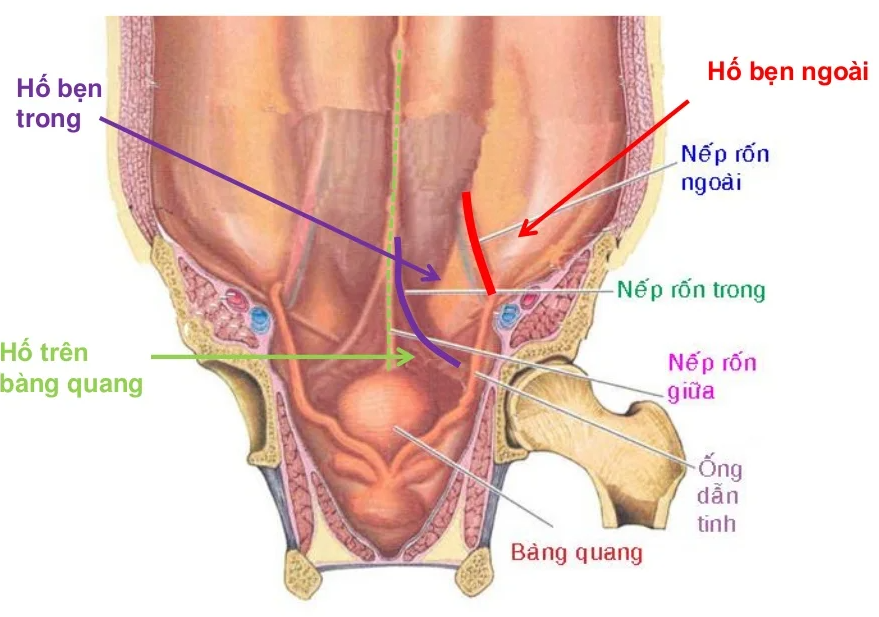 Hố bẹn
trong
Hố bẹn ngoài
Nếp rốn
ngoài
Nếp rốn trong
Hố trên
bàng quang
Nếp rốn
giữa
Ống
dẫn
tinh
Bàng quang